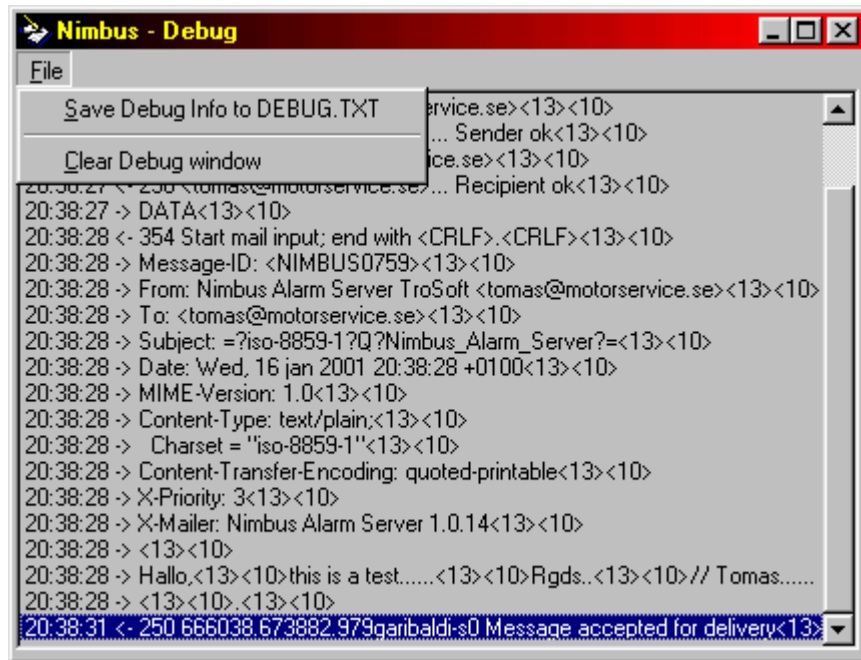 Nimbus - Debug
File
Save Debug Info to DEBUG.TXT
Clear Debug window
service.se><13><10>
... Sender ok<13><10>
ice.se><13><10>
20:38:27 <- 250 <tomas@motorservice.se>... Recipient ok<13><10>
20:38:27 -> DATA<13><10>
20:38:28 <- 354 Start mail input; end with <CRLF>.<CRLF><13><10>
20:38:28 -> Message-ID: <NIMBUS0759><13><10>
20:38:28 -> From: Nimbus Alarm Server TroSoft <tomas@motorservice.se><13><10>
20:38:28 -> To: <tomas@motorservice.se><13><10>
20:38:28 -> Subject: =?iso-8859-1?Q?Nimbus_Alarm_Server?=<13><10>
20:38:28 -> Date: Wed, 16 jan 2001 20:38:28 +0100<13><10>
20:38:28 -> MIME-Version: 1.0<13><10>
20:38:28 -> Content-Type: text/plain;<13><10>
20:38:28 -> Charset = "iso-8859-1"<13><10>
20:38:28 -> Content-Transfer-Encoding: quoted-printable<13><10>
20:38:28 -> X-Priority: 3<13><10>
20:38:28 -> X-Mailer: Nimbus Alarm Server 1.0.14<13><10>
20:38:28 -> <13><10>
20:38:28 -> Hallo,<13><10>this is a test......<13><10>Rgds..<13><10>// Tomas......
20:38:28 -> <13><10>.<13><10>
20:38:31 <- 250 666038.673882.979garibaldi-s0 Message accepted for delivery<13>